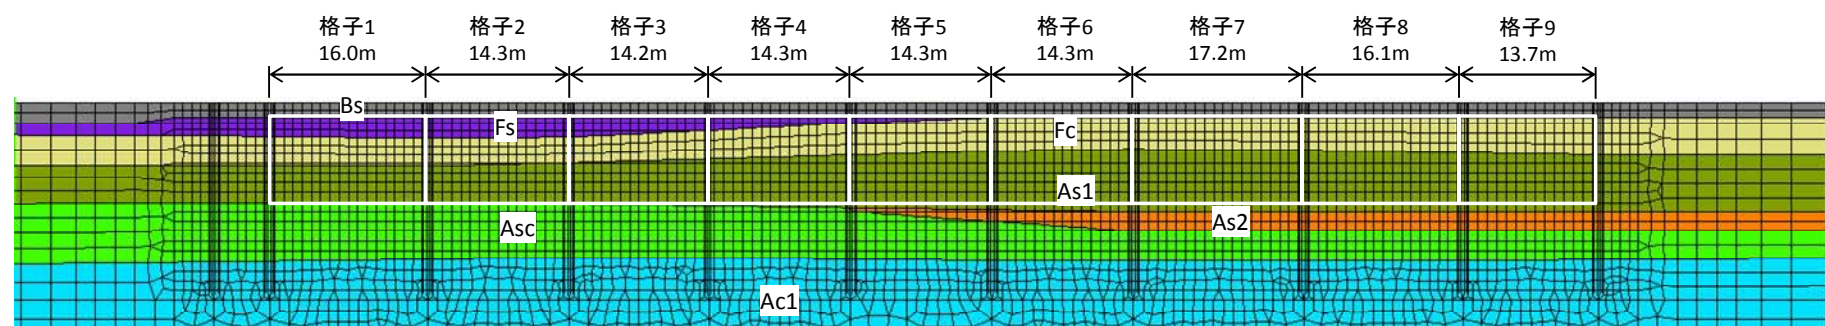 格子1 格子2 格子3 格子4 格子5 格子6 格子7 格子8 格子9
16.0m 14.3m 14.2m 14.3m 14.3m 14.3m 17.2m 16.1m 13.7m
Bs
Fs Fc
As1
Asc As2
Ac1